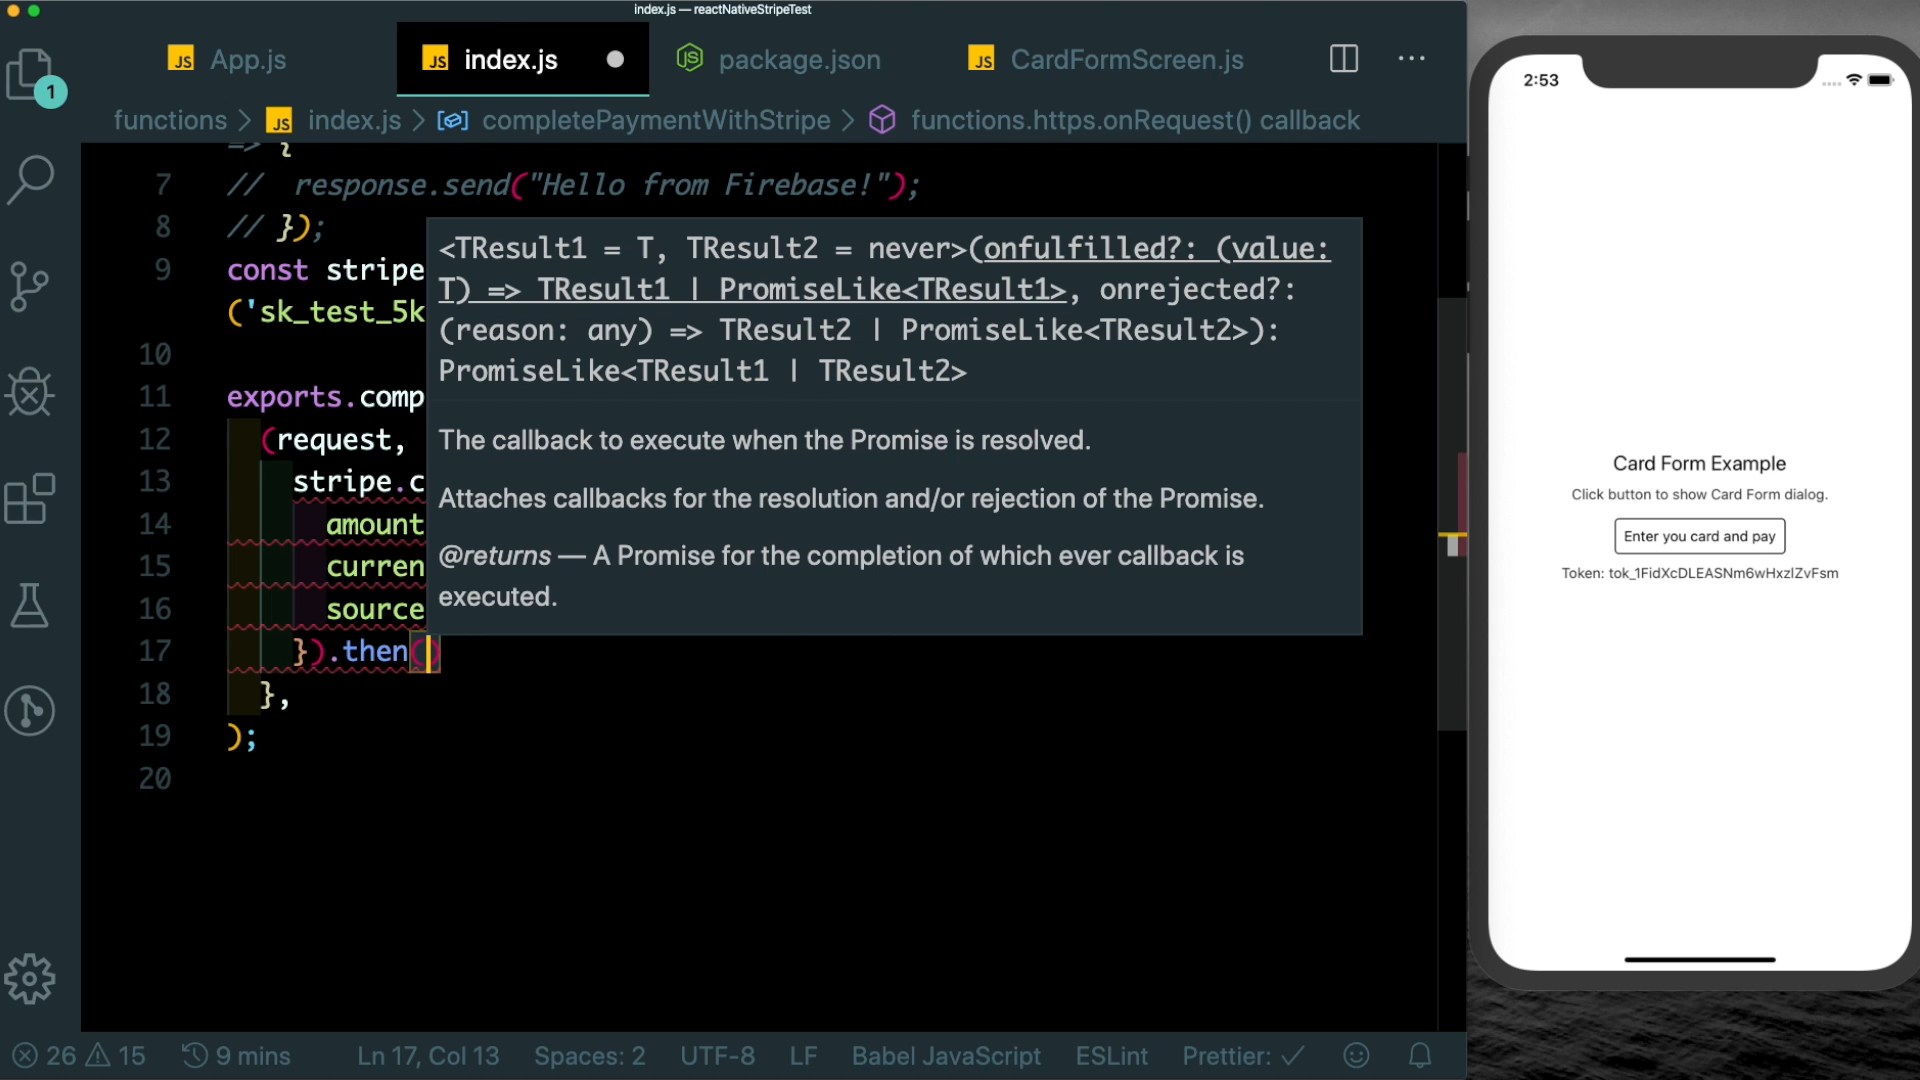 index.js — reactNativeStripeTest
JS App.js
JS index.js
JS package.json
JS CardFormScreen.js
1
functions > JS index.js > completePaymentWithStripe > functions.https.onRequest() callback
=> {
7 // response.send("Hello from Firebase!");
8 // });
9 const stripe
('sk_test_5k
10
11 exports.comp
12 (request,
13 stripe.c
14 amount
15 curren
16 source
17 }).then()
18 },
19 );
20
<TResult1 = T, TResult2 = never>(onfulfilled?: (value:
T) => TResult1 | PromiseLike<TResult1>, onrejected?:
(reason: any) => TResult2 | PromiseLike<TResult2>):
PromiseLike<TResult1 | TResult2>
The callback to execute when the Promise is resolved.
Attaches callbacks for the resolution and/or rejection of the Promise.
@returns — A Promise for the completion of which ever callback is
executed.
26 15 9 mins Ln 17, Col 13 Spaces: 2 UTF-8 LF Babel JavaScript ESLint Prettier: ✓
2:53
Card Form Example
Click button to show Card Form dialog.
Enter you card and pay
Token: tok_1FidXcDLEASNm6wHxzlZvFsm